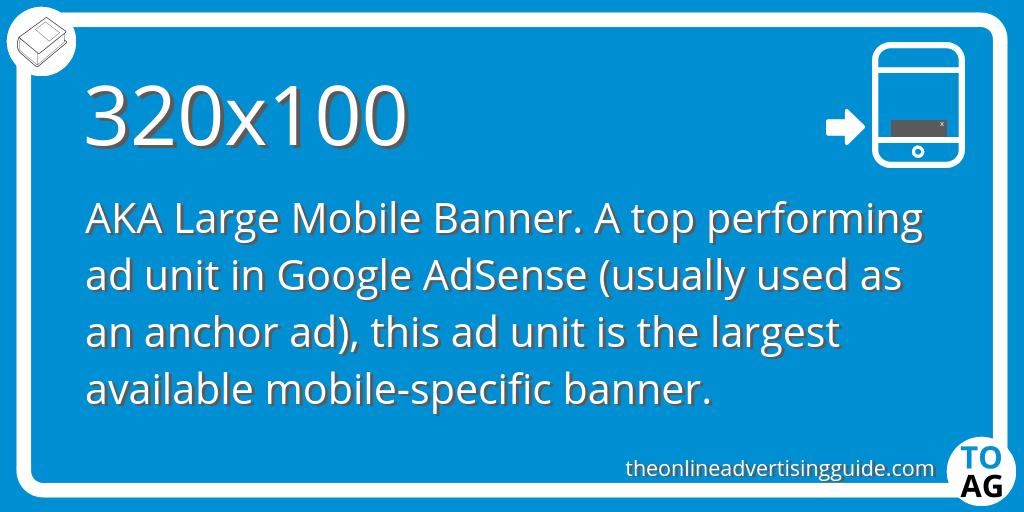 320x100
x
AKA Large Mobile Banner. A top performing
ad unit in Google AdSense (usually used as
an anchor ad), this ad unit is the largest
available mobile-specific banner.
theonlineadvertisingguide.com
TO
AG